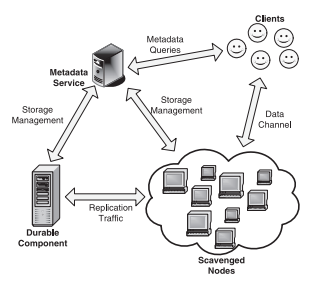 Clients
Metadata
Queries
Metadata
Service
Storage
Management
Storage
Management
Data
Channel
Replication
Traffic
Durable
Component
Scavenged
Nodes